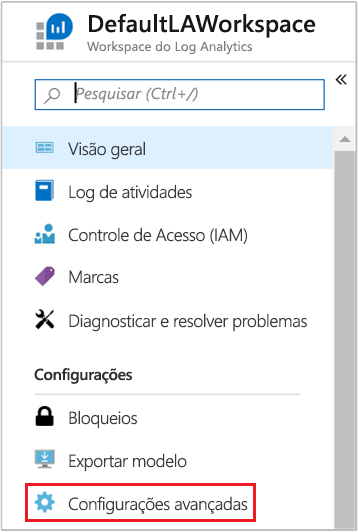 DefaultLAWorkspace
Workspace do Log Analytics
Pesquisar (Ctrl+/)
Visão geral
Log de atividades
Controle de Acesso (IAM)
Marcas
Diagnosticar e resolver problemas
Configurações
Bloqueios
Exportar modelo
Configurações avançadas